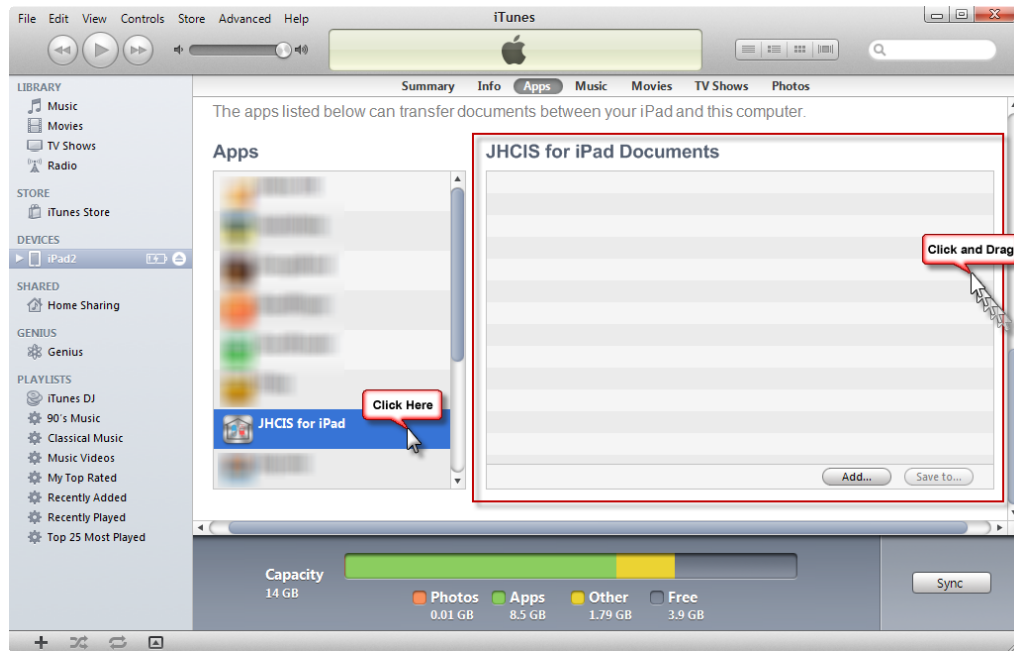 File Edit View Controls Store Advanced Help
iTunes
LIBRARY
Music
Movies
TV Shows
Radio
STORE
iTunes Store
DEVICES
iPad2
SHARED
Home Sharing
GENIUS
Genius
PLAYLISTS
iTunes DJ
90's Music
Classical Music
Music Videos
My Top Rated
Recently Added
Recently Played
Top 25 Most Played
Summary Info Apps Music Movies TV Shows Photos
The apps listed below can transfer documents between your iPad and this computer.
Apps
JHCIS for iPad
Click Here
JHCIS for iPad Documents
Click and Drag
Add... Save to...
Capacity
14 GB
Photos Apps Other Free
0.01 GB 8.5 GB 1.79 GB 3.9 GB
Sync